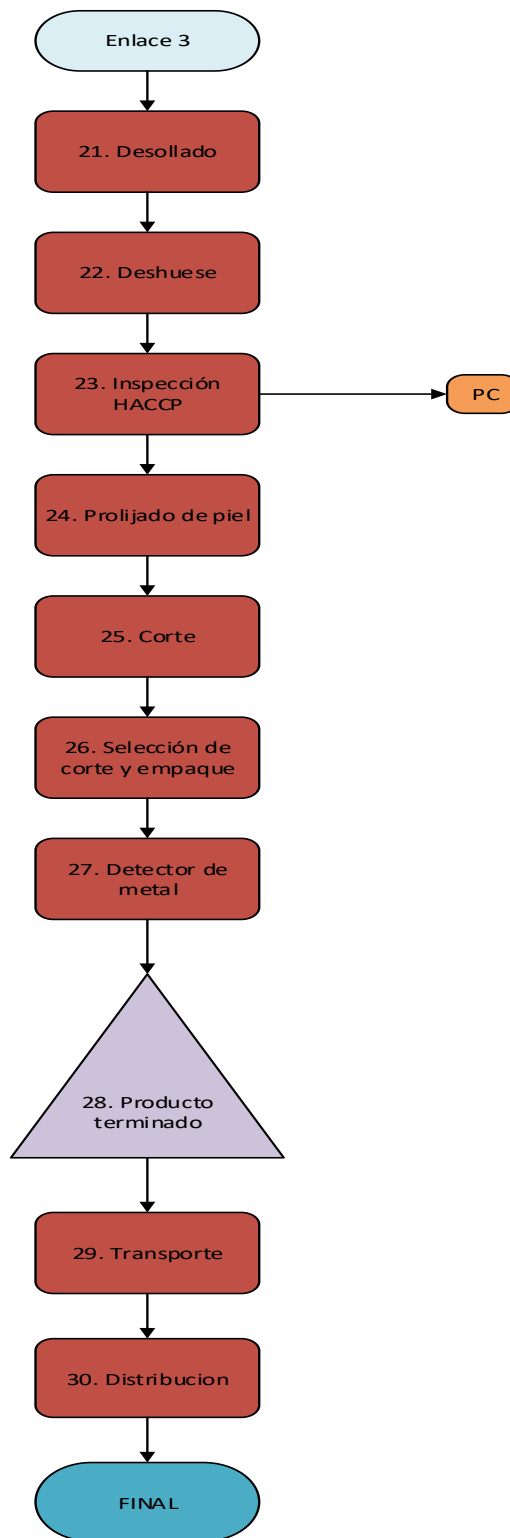 Enlace 3
21. Desollado
22. Deshuese
23. Inspección
HACCP
PC
24. Prolijado de piel
25. Corte
26. Selección de
corte y empaque
27. Detector de
metal
28. Producto
terminado
29. Transporte
30. Distribucion
FINAL